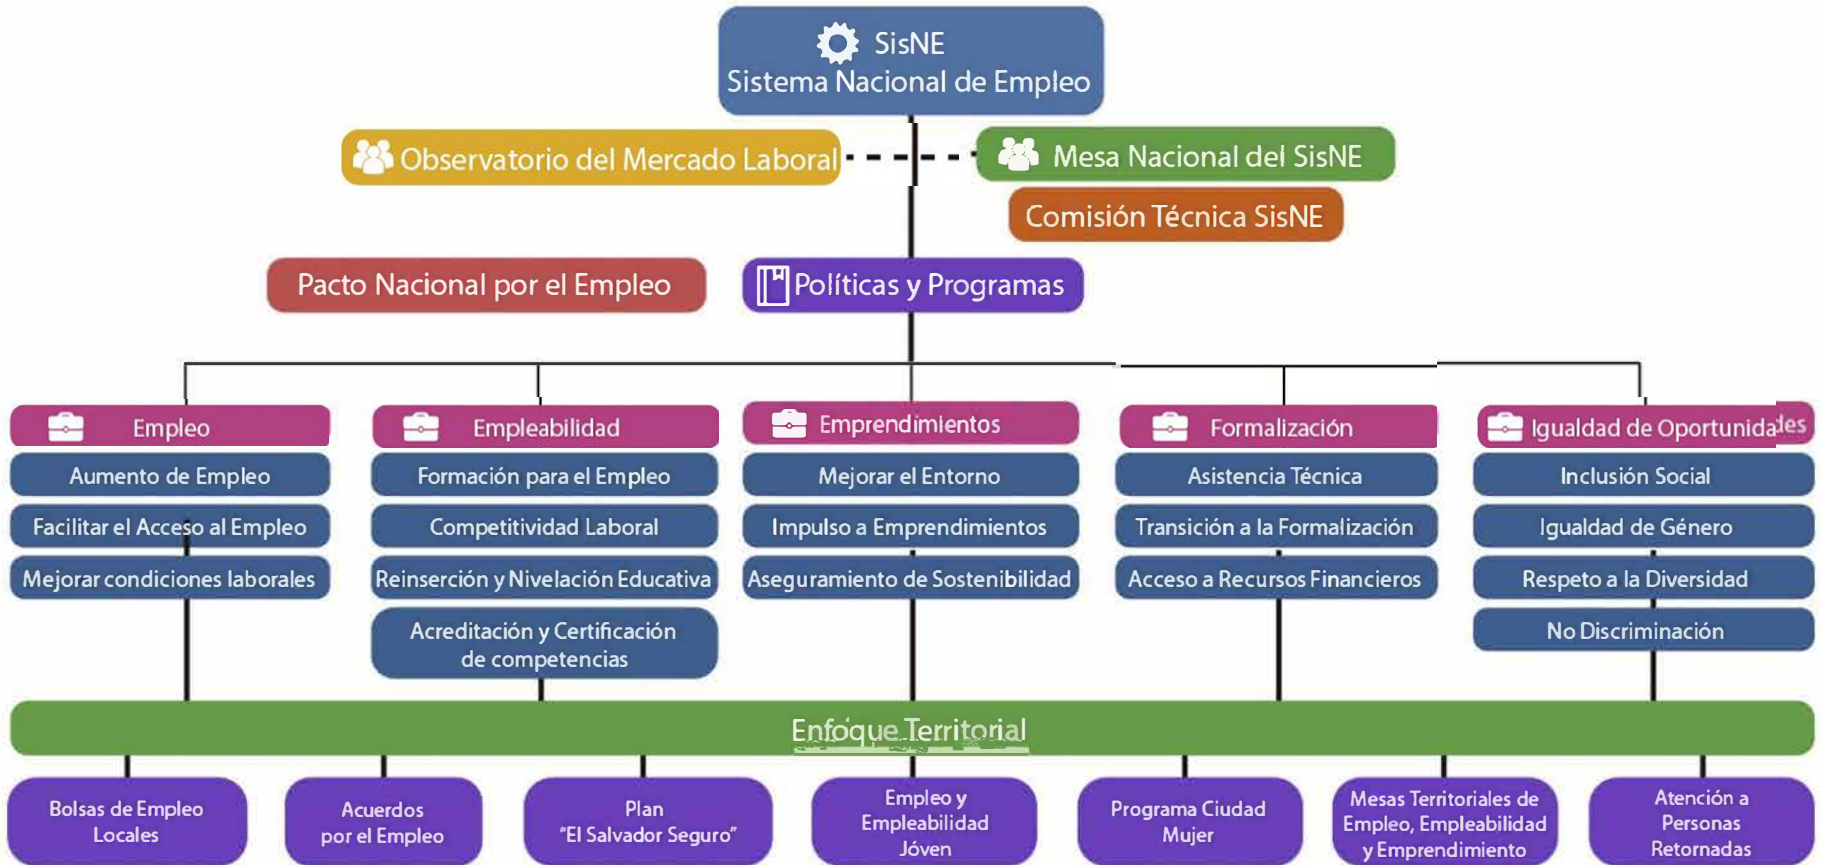 SisNE
Sistema Nacional de Empleo
Observatorio del Mercado Laboral
Mesa Nacional del SisNE
Comisión Técnica SisNE
Pacto Nacional por el Empleo
Políticas y Programas
Empleo
Aumento de Empleo
Facilitar el Acceso al Empleo
Mejorar condiciones laborales
Empleabilidad
Formación para el Empleo
Competitividad Laboral
Reinserción y Nivelación Educativa
Acreditación y Certificación
de competencias
Emprendimientos
Mejorar el Entorno
Impulso a Emprendimientos
Aseguramiento de Sostenibilidad
Formalización
Asistencia Técnica
Transición a la Formalización
Acceso a Recursos Financieros
Igualdad de Oportunidades
Inclusión Social
Igualdad de Género
Respeto a la Diversidad
No Discriminación
Enfoque Territorial
Bolsas de Empleo
Locales
Acuerdos
por el Empleo
Plan
"El Salvador Seguro"
Empleo y
Empleabilidad
Jóven
Programa Ciudad
Mujer
Mesas Territoriales de
Empleo, Empleabilidad
y Emprendimiento
Atención a
Personas
Retornadas